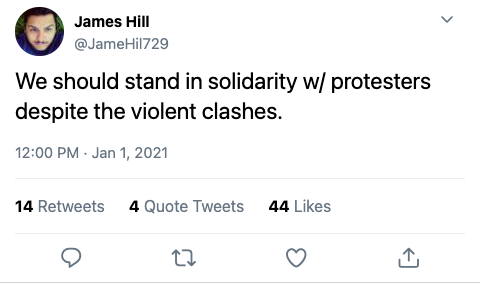 James Hill
@JameHil729
We should stand in solidarity w/ protesters
despite the violent clashes.
12:00 PM · Jan 1, 2021
14 Retweets 4 Quote Tweets 44 Likes